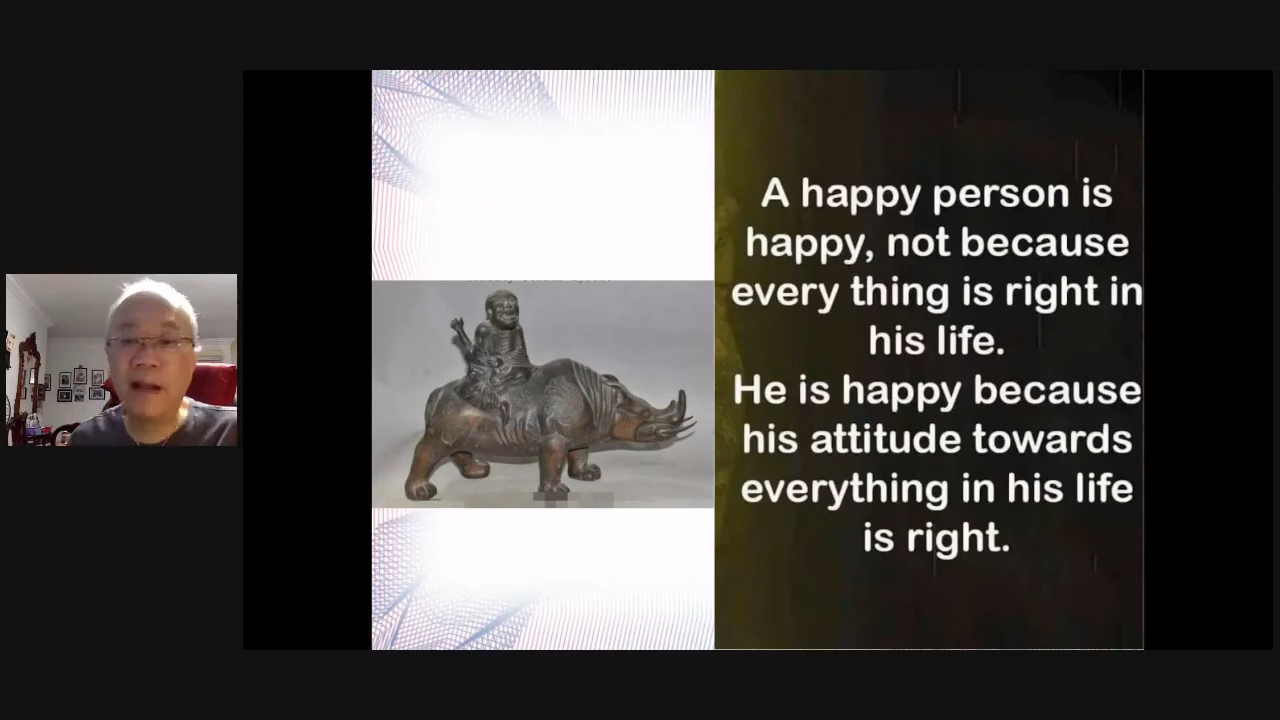 A happy person is
happy, not because
every thing is right in
his life.
He is happy because
his attitude towards
everything in his life
is right.